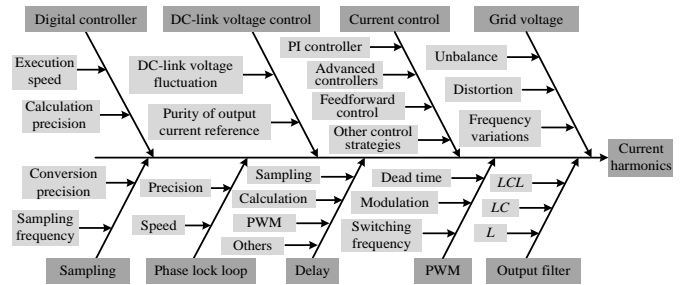 Digital controller
DC-link voltage control
Current control
Grid voltage
Execution
speed
Calculation
precision
DC-link voltage
fluctuation
Purity of output
current reference
PI controller
Advanced
controllers
Feedforward
control
Other control
strategies
Unbalance
Distortion
Frequency
variations
Current
harmonics
Conversion
precision
Sampling
frequency
Precision
Speed
Sampling
Calculation
PWM
Others
Dead time
Modulation
Switching
frequency
LCL
LC
L
Sampling
Phase lock loop
Delay
PWM
Output filter